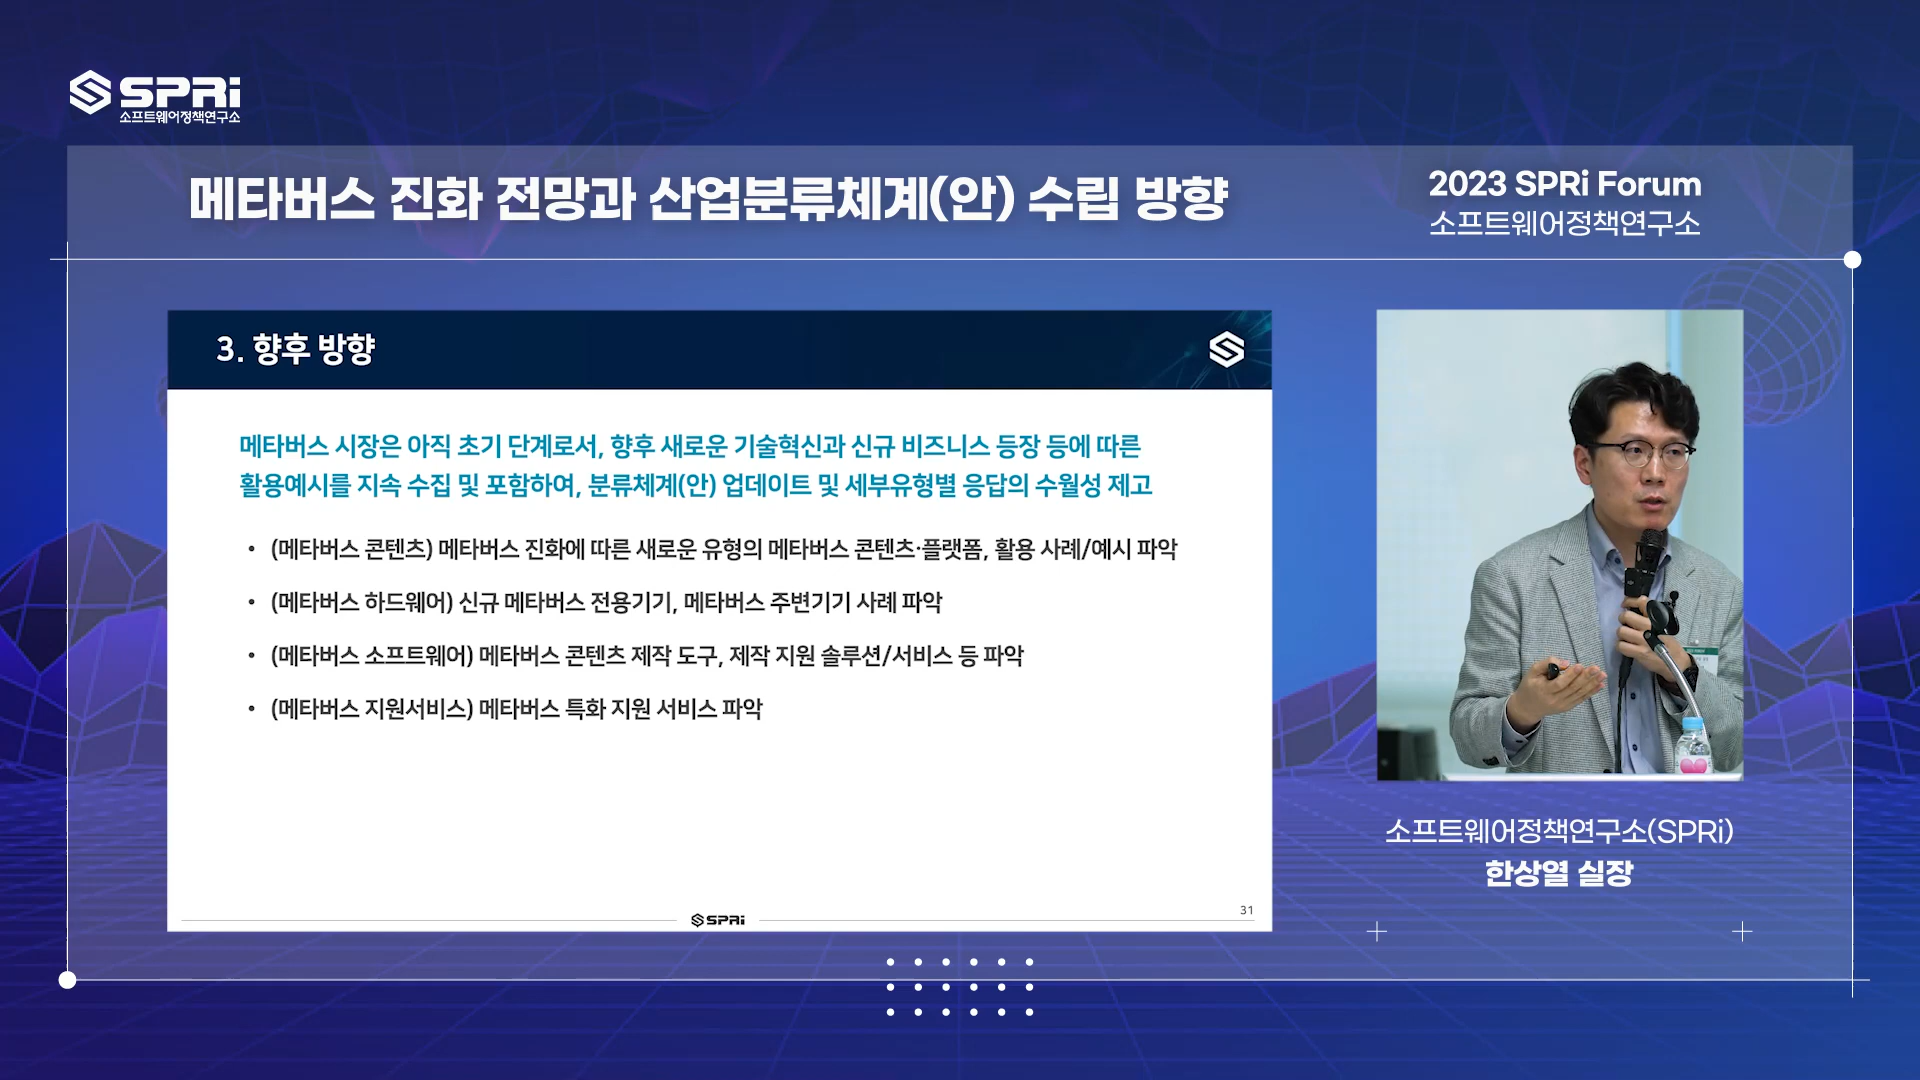 SPRi
소프트웨어정책연구소
메타버스 진화 전망과 산업분류체계(안) 수립 방향
2023 SPRi Forum
소프트웨어정책연구소
3. 향후 방향
메타버스 시장은 아직 초기 단계로서, 향후 새로운 기술혁신과 신규 비즈니스 등장 등에 따른
활용예시를 지속 수집 및 포함하여, 분류체계(안) 업데이트 및 세부유형별 응답의 수월성 제고
• (메타버스 콘텐츠) 메타버스 진화에 따른 새로운 유형의 메타버스 콘텐츠·플랫폼, 활용 사례/예시 파악
• (메타버스 하드웨어) 신규 메타버스 전용기기, 메타버스 주변기기 사례 파악
• (메타버스 소프트웨어) 메타버스 콘텐츠 제작 도구, 제작 지원 솔루션/서비스 등 파악
• (메타버스 지원서비스) 메타버스 특화 지원 서비스 파악
SPRi
31
소프트웨어정책연구소(SPRi)
한상열 실장